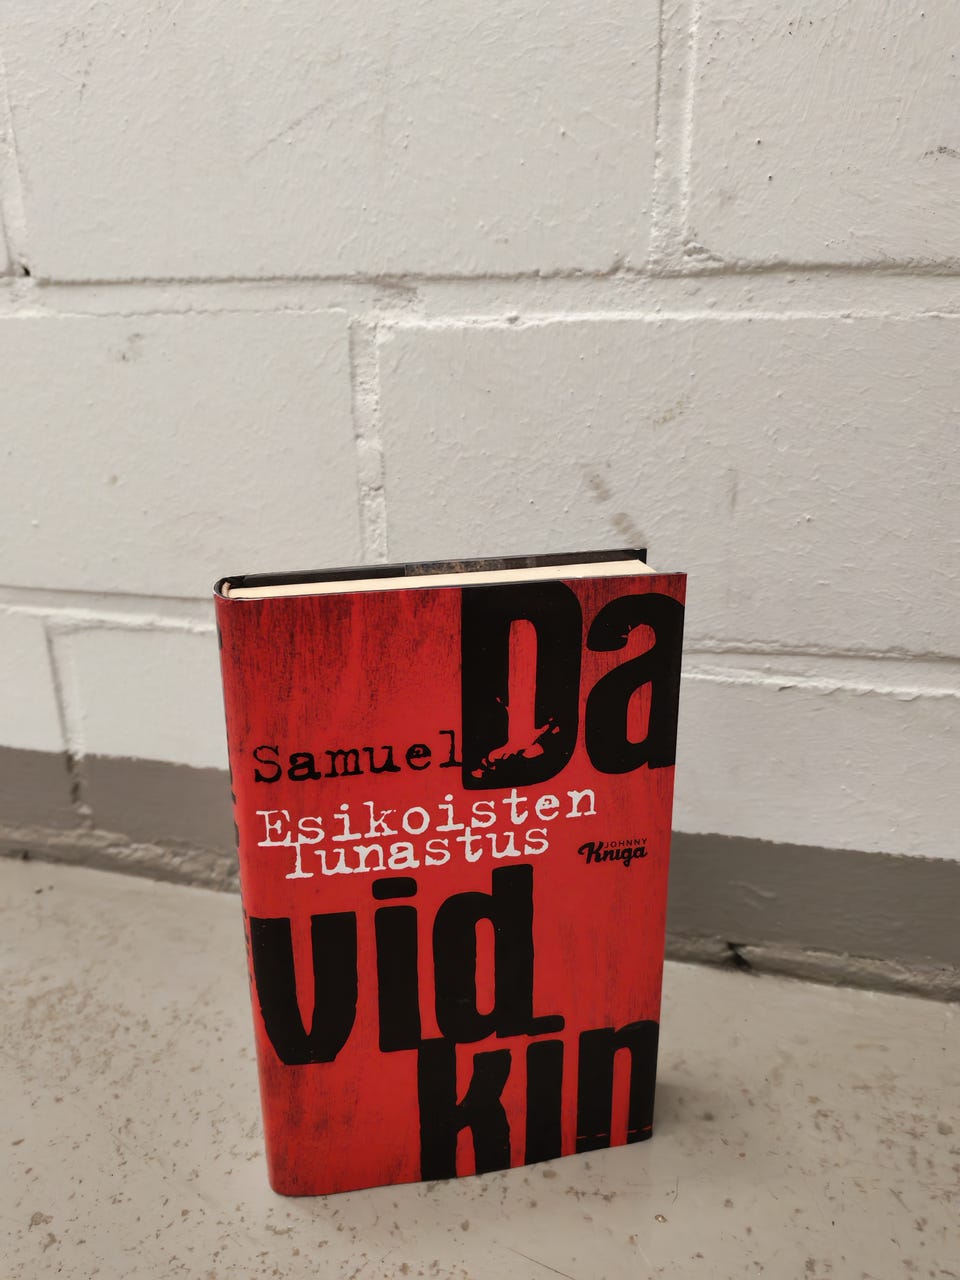 Samuel Da
Esikoisten
lunastus
JOHNNY
Kniga
vid
kin